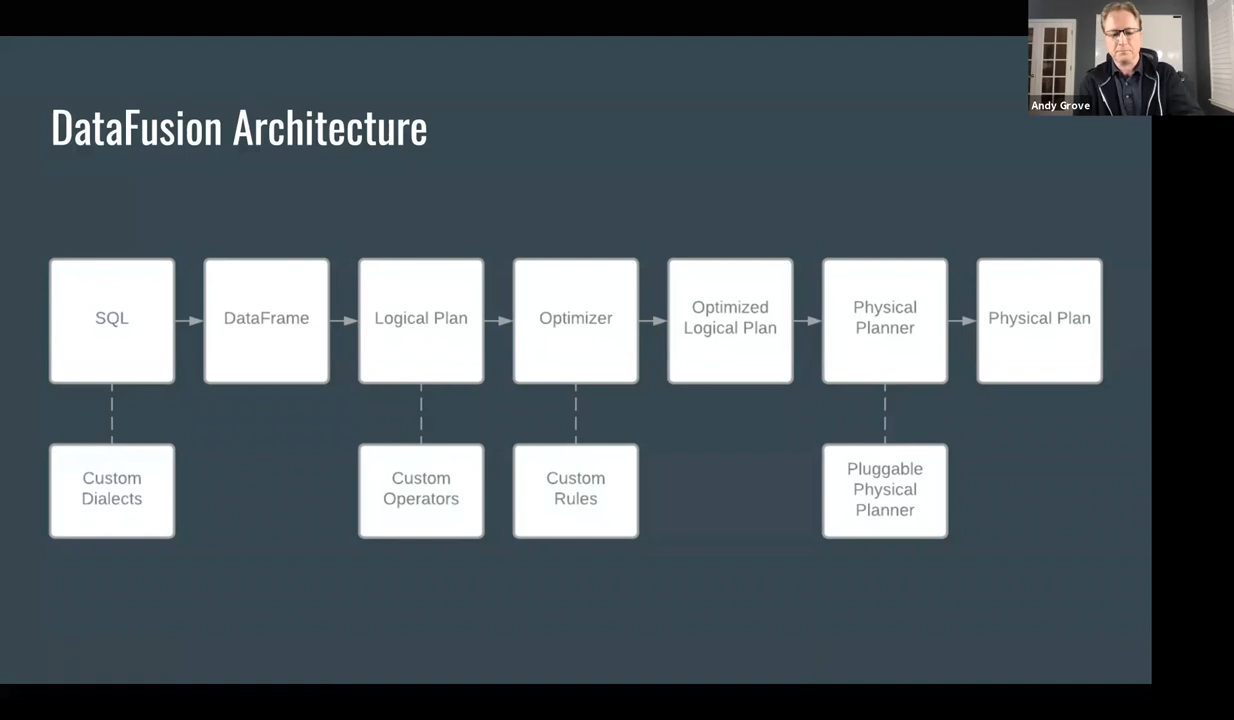 Andy Grove
DataFusion Architecture
SQL
DataFrame
Logical Plan
Optimizer
Optimized
Logical Plan
Physical
Planner
Physical Plan
Custom
Dialects
Custom
Operators
Custom
Rules
Pluggable
Physical
Planner